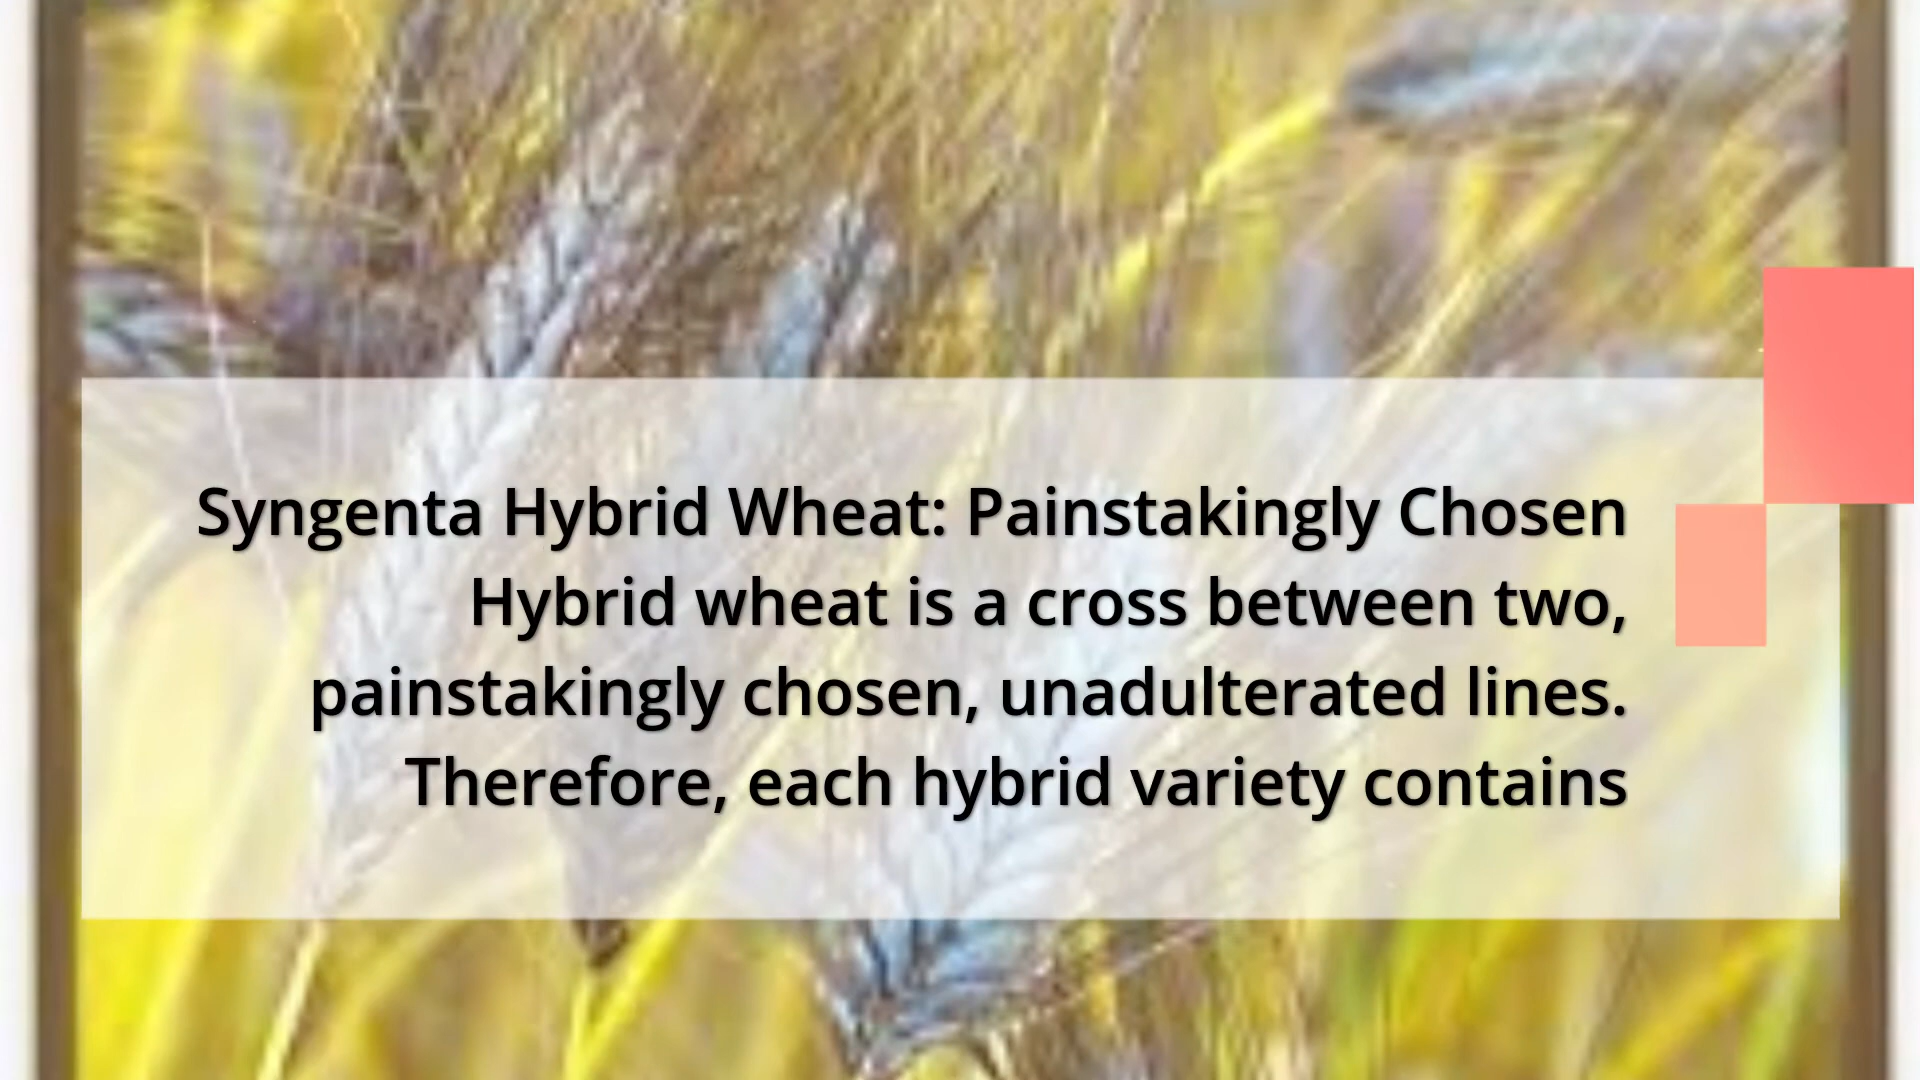 Syngenta Hybrid Wheat: Painstakingly Chosen
Hybrid wheat is a cross between two,
painstakingly chosen, unadulterated lines.
Therefore, each hybrid variety contains